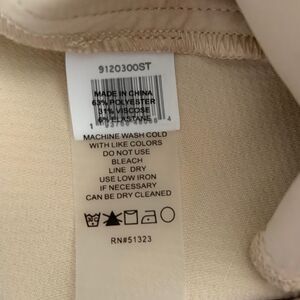 9120300ST
MADE IN CHINA
63% POLYESTER
31% VISCOSE
6% ELASTANE
MACHINE WASH COLD
WITH LIKE COLORS
DO NOT USE
BLEACH
LINE DRY
USE LOW IRON
IF NECESSARY
CAN BE DRY CLEANED
RN#51323